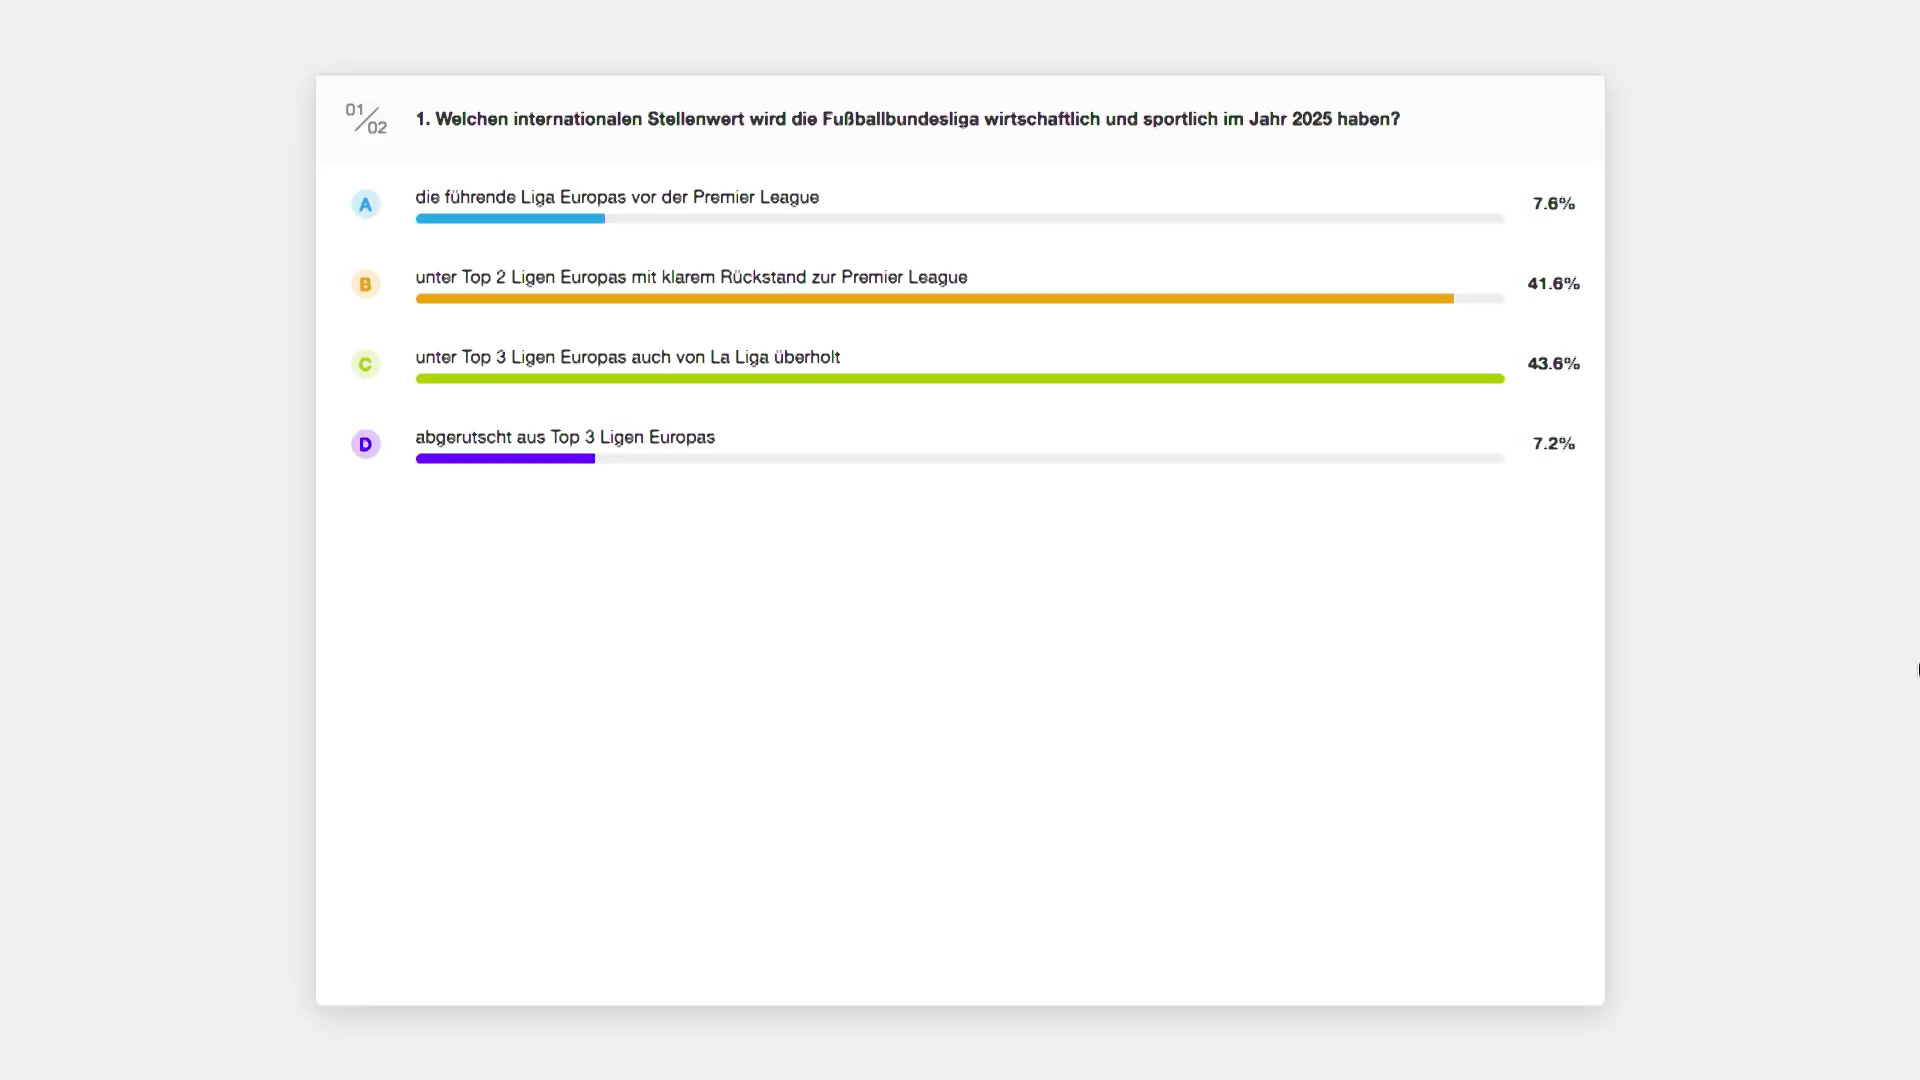 01/02
1. Welchen internationalen Stellenwert wird die Fußballbundesliga wirtschaftlich und sportlich im Jahr 2025 haben?
A
die führende Liga Europas vor der Premier League
7.6%
B
unter Top 2 Ligen Europas mit klarem Rückstand zur Premier League
41.6%
C
unter Top 3 Ligen Europas auch von La Liga überholt
43.6%
D
abgerutscht aus Top 3 Ligen Europas
7.2%